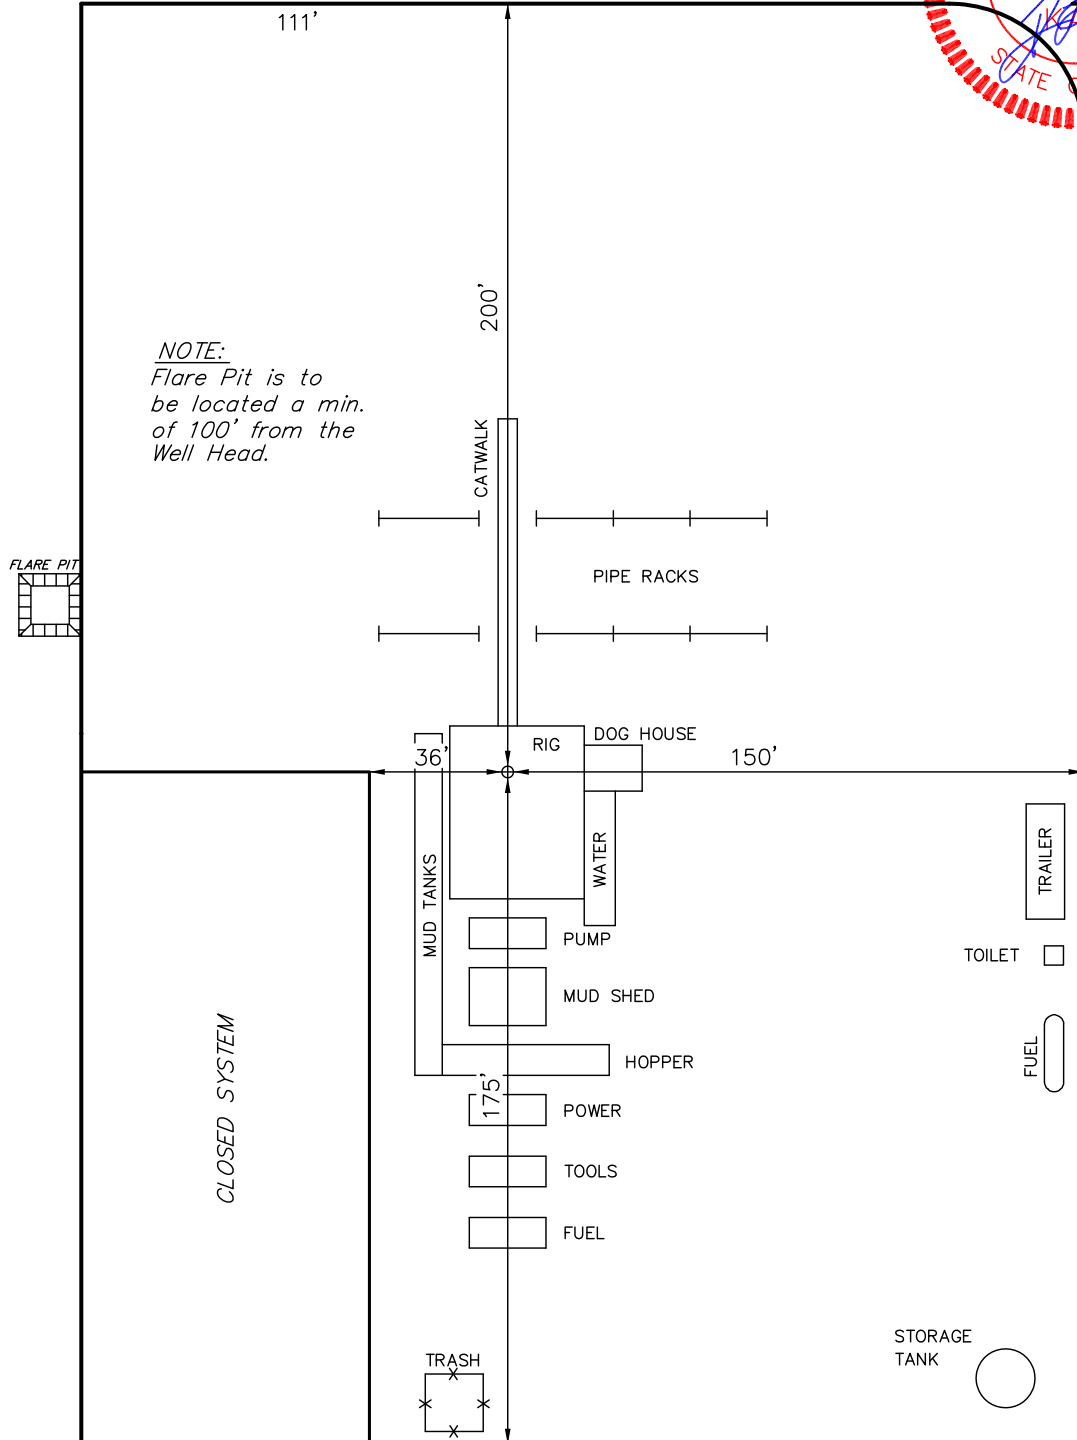 111'
STATE
200'
NOTE:
Flare Pit is to
be located a min.
of 100' from the
Well Head.
CATWALK
FLARE PIT
PIPE RACKS
RIG
DOG HOUSE
36'
150'
MUD TANKS
WATER
TRAILER
PUMP
TOILET
MUD SHED
CLOSED SYSTEM
HOPPER
FUEL
175'
POWER
TOOLS
FUEL
STORAGE
TANK
TRASH